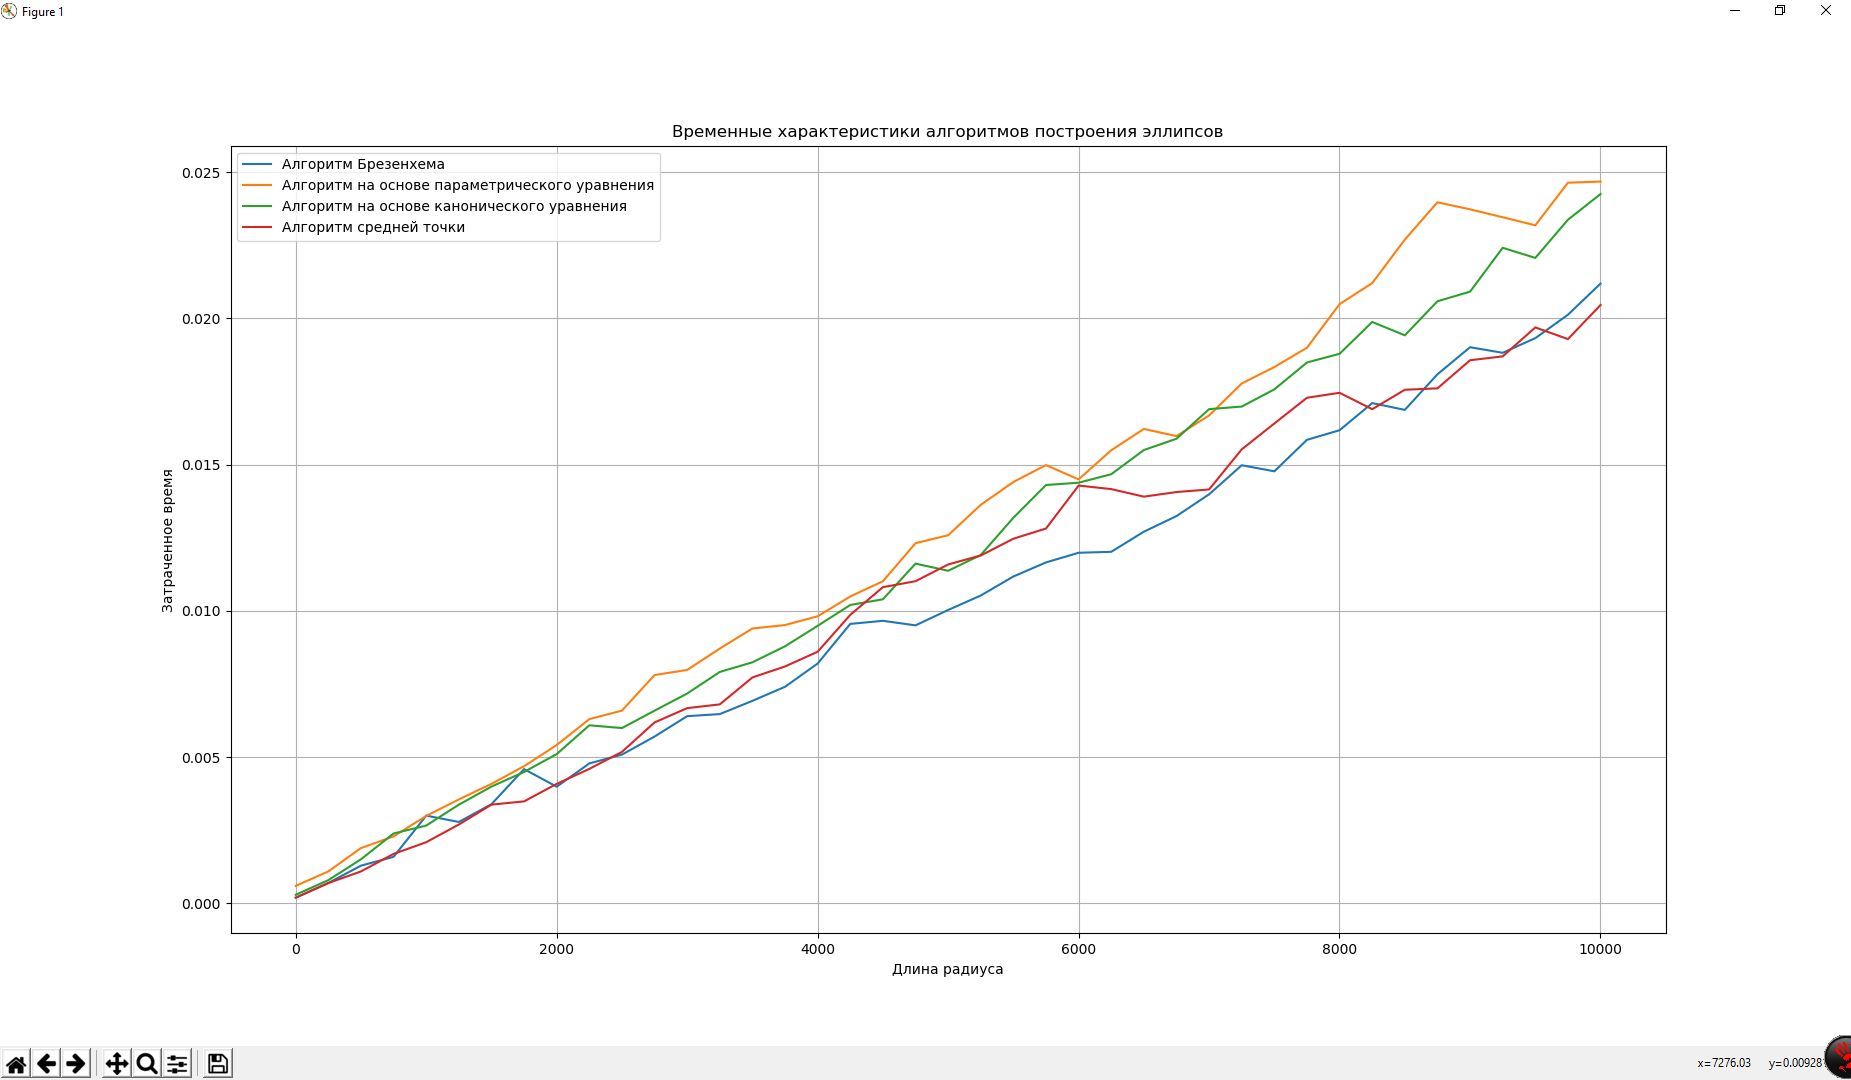 Figure 1
Временные характеристики алгоритмов построения эллипсов
Алгоритм Брезенхема
Алгоритм на основе параметрического уравнения
Алгоритм на основе канонического уравнения
Алгоритм средней точки
0.025
0.020
0.015
0.010
0.005
0.000
Затраченное время
0 2000 4000 6000 8000 10000
Длина радиуса
x=7276.03 y=0.00928